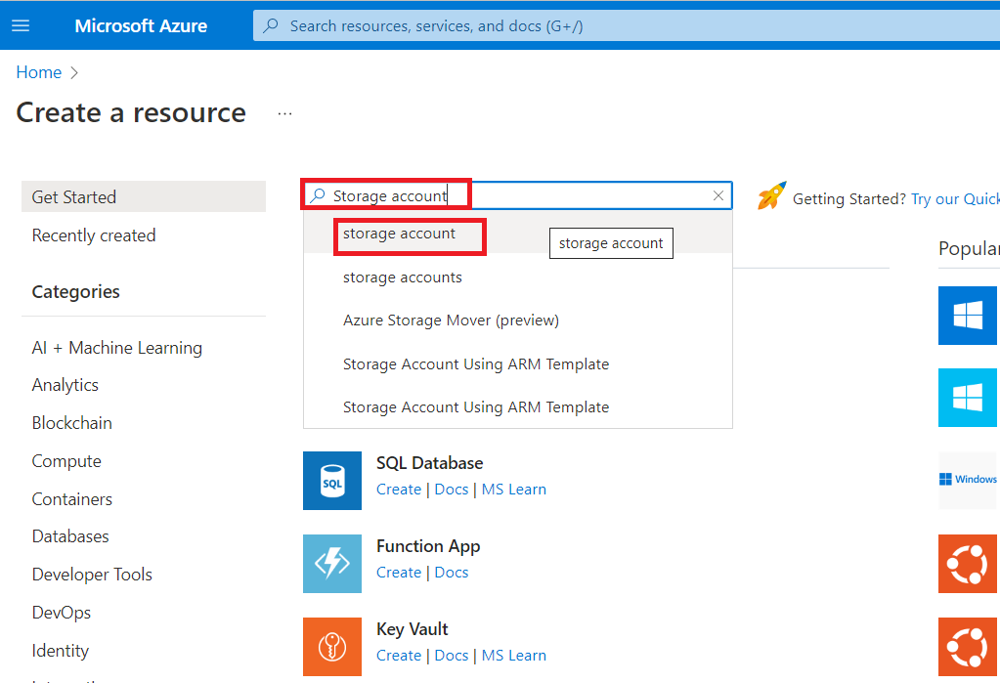 Microsoft Azure
Search resources, services, and docs (G+/)
Home >
Create a resource ...
Get Started
Recently created
Categories
AI + Machine Learning
Analytics
Blockchain
Compute
Containers
Databases
Developer Tools
DevOps
Identity
Storage account
storage account
storage account
storage accounts
Azure Storage Mover (preview)
Storage Account Using ARM Template
Storage Account Using ARM Template
SQL
SQL Database
Create | Docs | MS Learn
Function App
Create | Docs
Key Vault
Create | Docs | MS Learn
Getting Started? Try our Quick
Popular
Windows